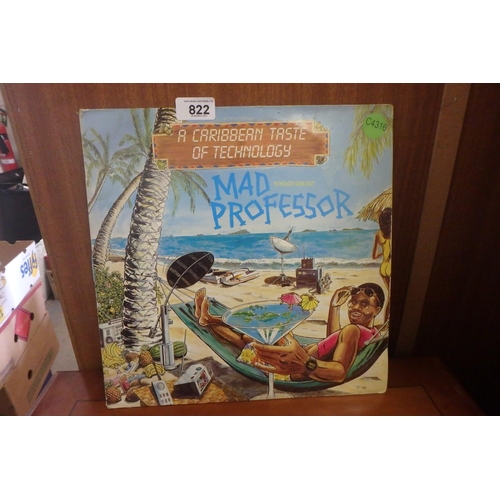 822
C4316
A CARIBBEAN TASTE
OF TECHNOLOGY
MAD
PROFESSOR